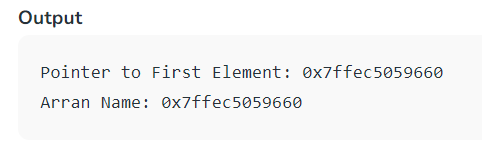 Output
Pointer to First Element: 0x7ffec5059660
Arran Name: 0x7ffec5059660